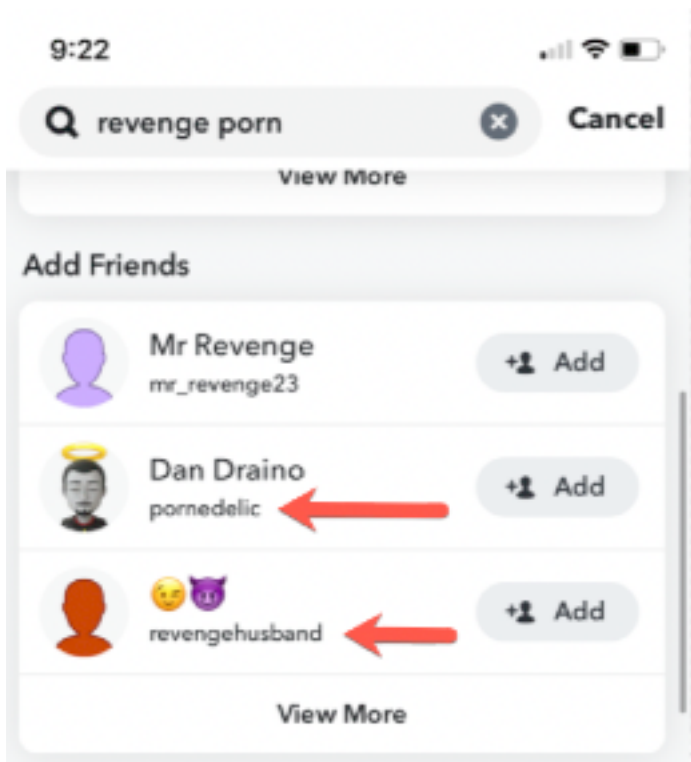 9:22
revenge porn
Cancel
View More
Add Friends
Mr Revenge
mr_revenge23
Add
Dan Draino
pornedelic
Add
😉😈
revengehusband
Add
View More